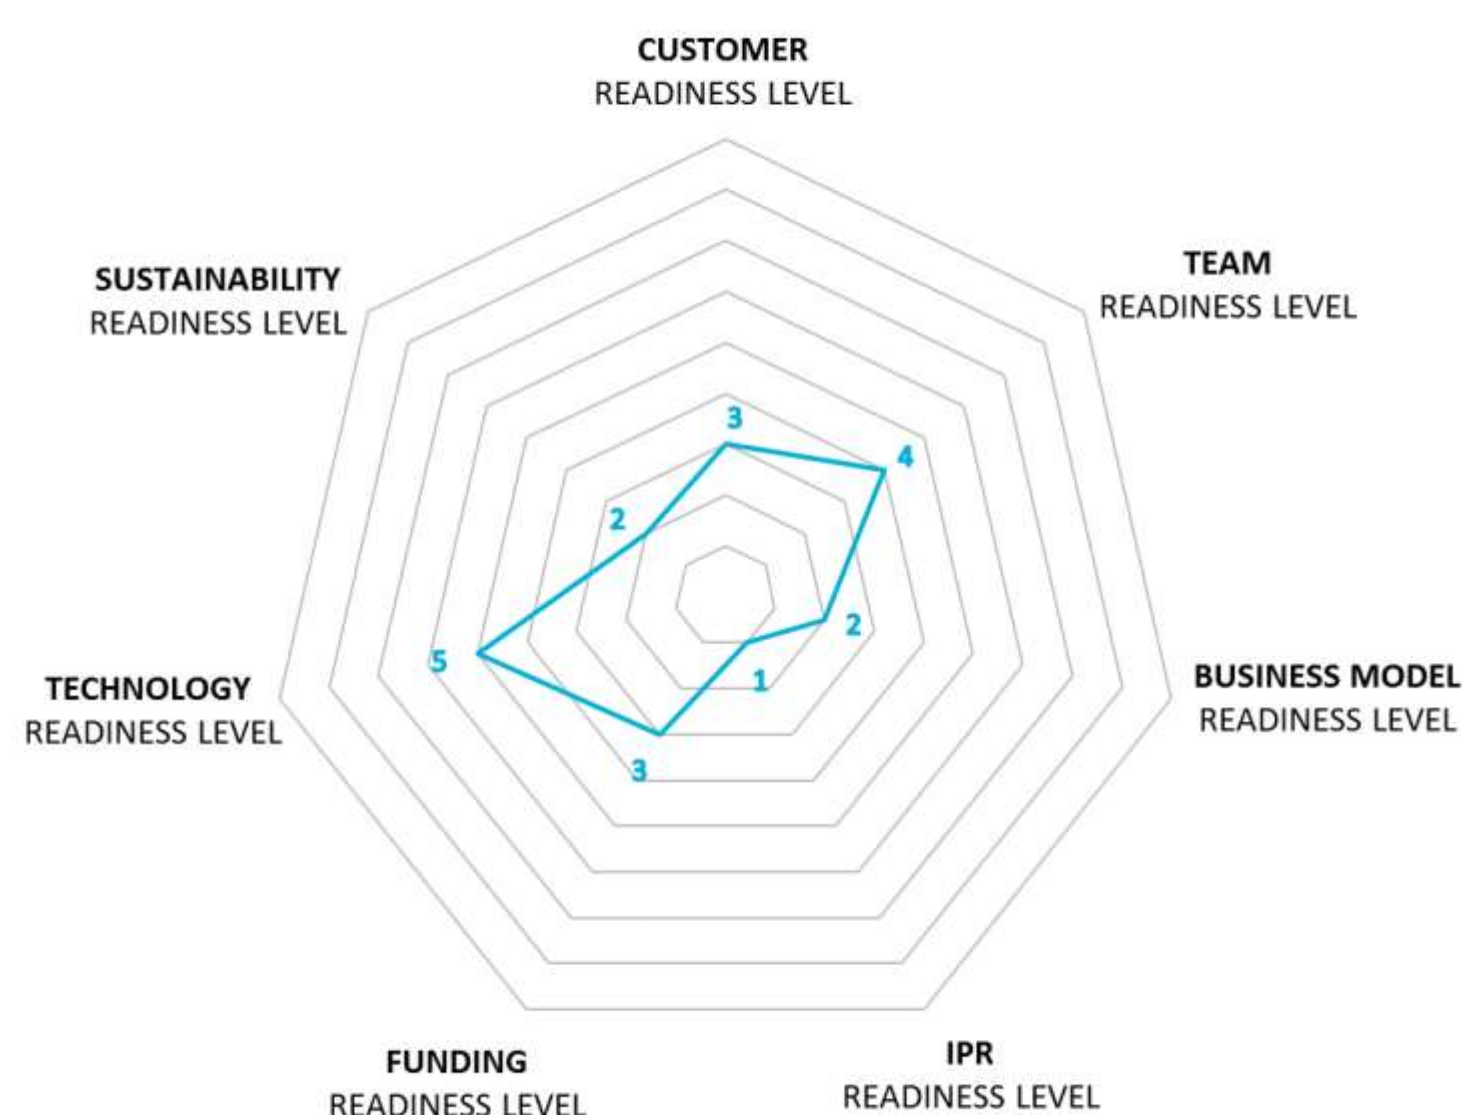 CUSTOMER
READINESS LEVEL
TEAM
READINESS LEVEL
SUSTAINABILITY
READINESS LEVEL
3
4
2
2
5
1
3
BUSINESS MODEL
READINESS LEVEL
TECHNOLOGY
READINESS LEVEL
IPR
READINESS LEVEL
FUNDING
READINESS LEVEL